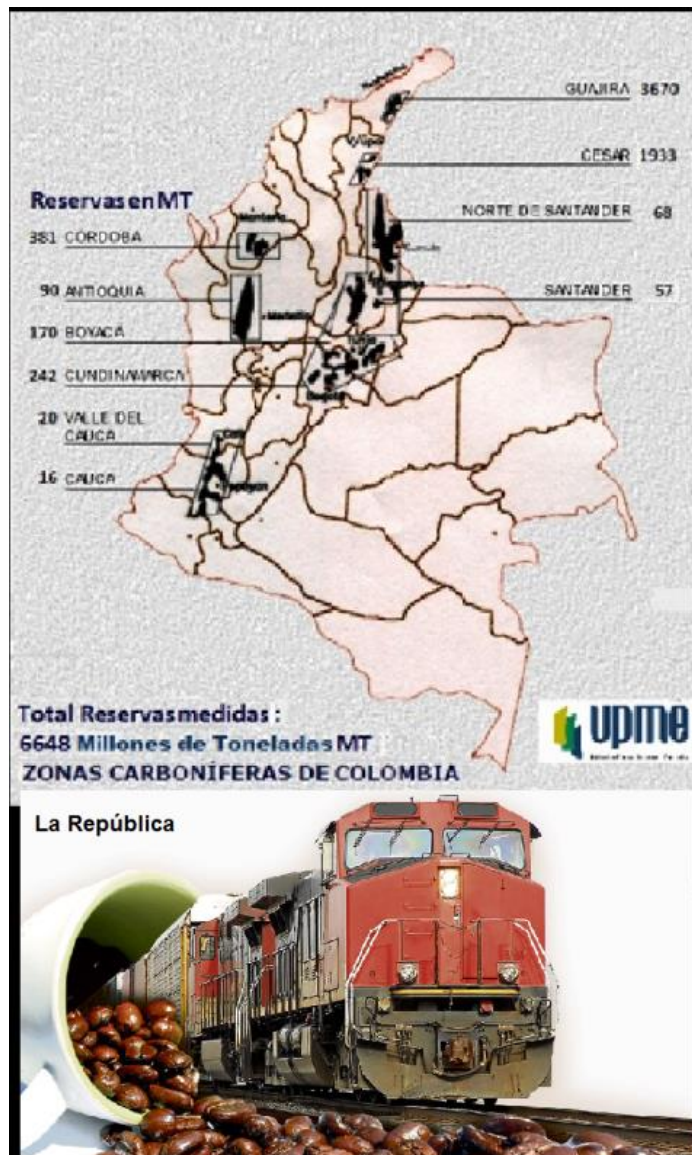 GUAJIRA 3670
CESAR 1933
Reservas en MT
NORTE DE SANTANDER 68
381 CÓRDOBA
90 ANTIOQUIA
SANTANDER 57
170 BOYACÁ
242 CUNDINAMARCA
20 VALLE DEL
CAUCA
16 CAUCA
Total Reservas medidas :
6648 Millones de Toneladas MT
ZONAS CARBONÍFERAS DE COLOMBIA
upme
La República